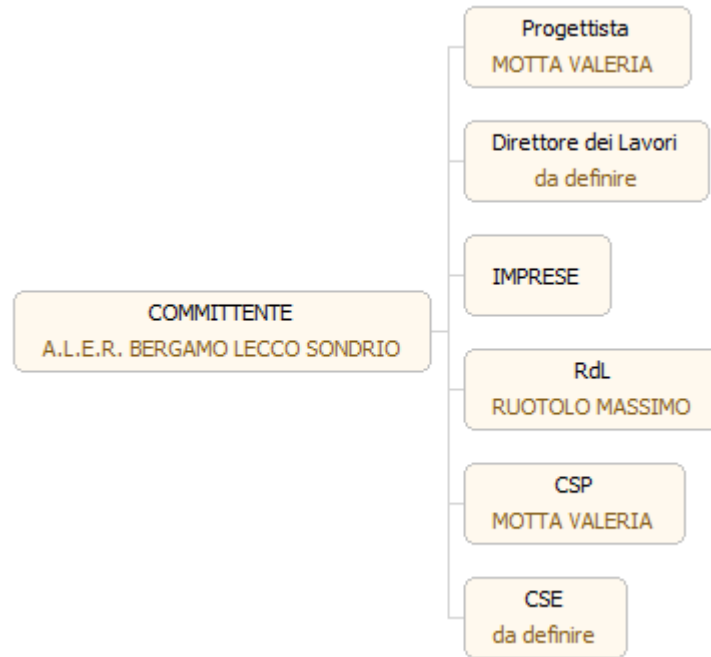 Progettista
MOTTA VALERIA
Direttore dei Lavori
da definire
IMPRESE
COMMITTENTE
A.L.E.R. BERGAMO LECCO SONDRIO
RdL
RUOTOLO MASSIMO
CSP
MOTTA VALERIA
CSE
da definire